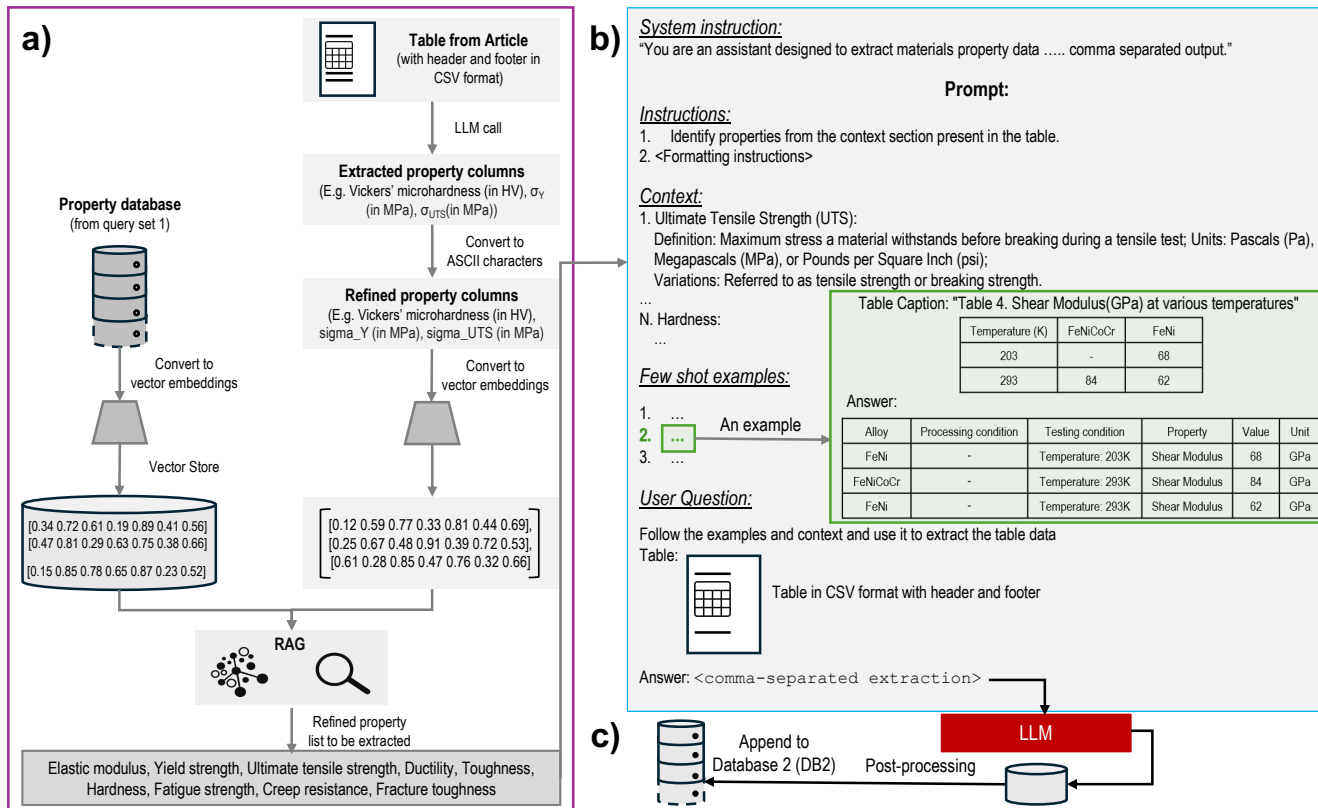 a)
Table from Article
(with header and footer in
CSV format)
LLM call
Extracted property columns
(E.g. Vickers’ microhardness (in HV), σY
(in MPa), σUTS(in MPa))
Property database
(from query set 1)
Convert to
ASCII characters
Refined property columns
(E.g. Vickers’ microhardness (in HV),
sigma_Y (in MPa), sigma_UTS (in MPa)
Convert to
vector embeddings
Convert to
vector embeddings
Vector Store
[0.34 0.72 0.61 0.19 0.89 0.41 0.56]
[0.47 0.81 0.29 0.63 0.75 0.38 0.66]
[0.15 0.85 0.78 0.65 0.87 0.23 0.52]
[0.12 0.59 0.77 0.33 0.81 0.44 0.69],
[0.25 0.67 0.48 0.91 0.39 0.72 0.53],
[0.61 0.28 0.85 0.47 0.76 0.32 0.66]
RAG
Refined property
list to be extracted
Elastic modulus, Yield strength, Ultimate tensile strength, Ductility, Toughness,
Hardness, Fatigue strength, Creep resistance, Fracture toughness
b)
System instruction:
“You are an assistant designed to extract materials property data ….. comma separated output.”
Prompt:
Instructions:
1. Identify properties from the context section present in the table.
2. <Formatting instructions>
Context:
1. Ultimate Tensile Strength (UTS):
Definition: Maximum stress a material withstands before breaking during a tensile test; Units: Pascals (Pa),
Megapascals (MPa), or Pounds per Square Inch (psi);
Variations: Referred to as tensile strength or breaking strength.
...
N. Hardness:
...
Few shot examples:
1. ...
2. ...
3. ...
An example
Table Caption: "Table 4. Shear Modulus(GPa) at various temperatures"
Temperature (K) FeNiCoCr FeNi
203 - 68
293 84 62
Answer:
Alloy Processing condition Testing condition Property Value Unit
FeNi - Temperature: 203K Shear Modulus 68 GPa
FeNiCoCr - Temperature: 293K Shear Modulus 84 GPa
FeNi - Temperature: 293K Shear Modulus 62 GPa
User Question:
Follow the examples and context and use it to extract the table data
Table:
Table in CSV format with header and footer
Answer: <comma-separated extraction>
c)
LLM
Post-processing
Append to
Database 2 (DB2)